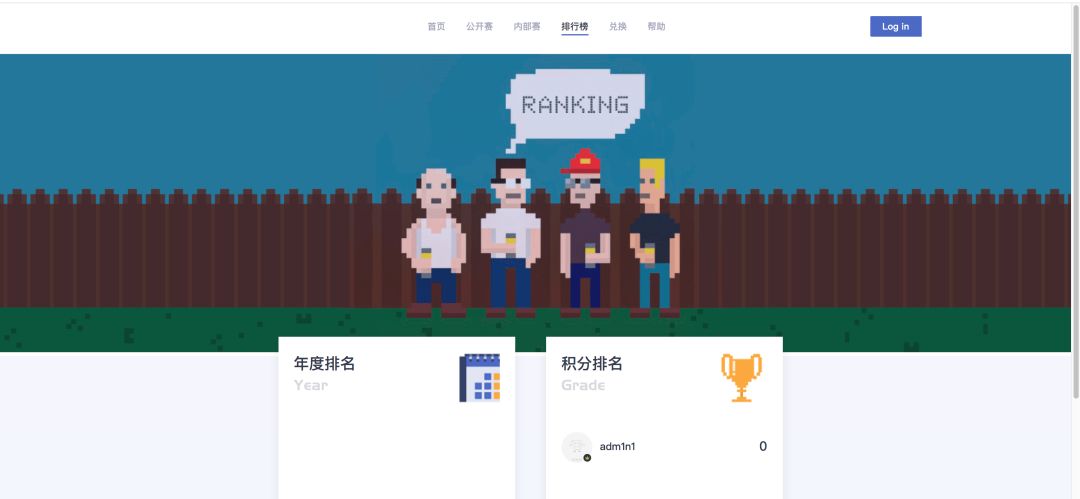 首页 公开赛 内部赛 排行榜 兑换 帮助 Log In
RANKING
年度排名
Year
积分排名
Grade
adm1n1 0